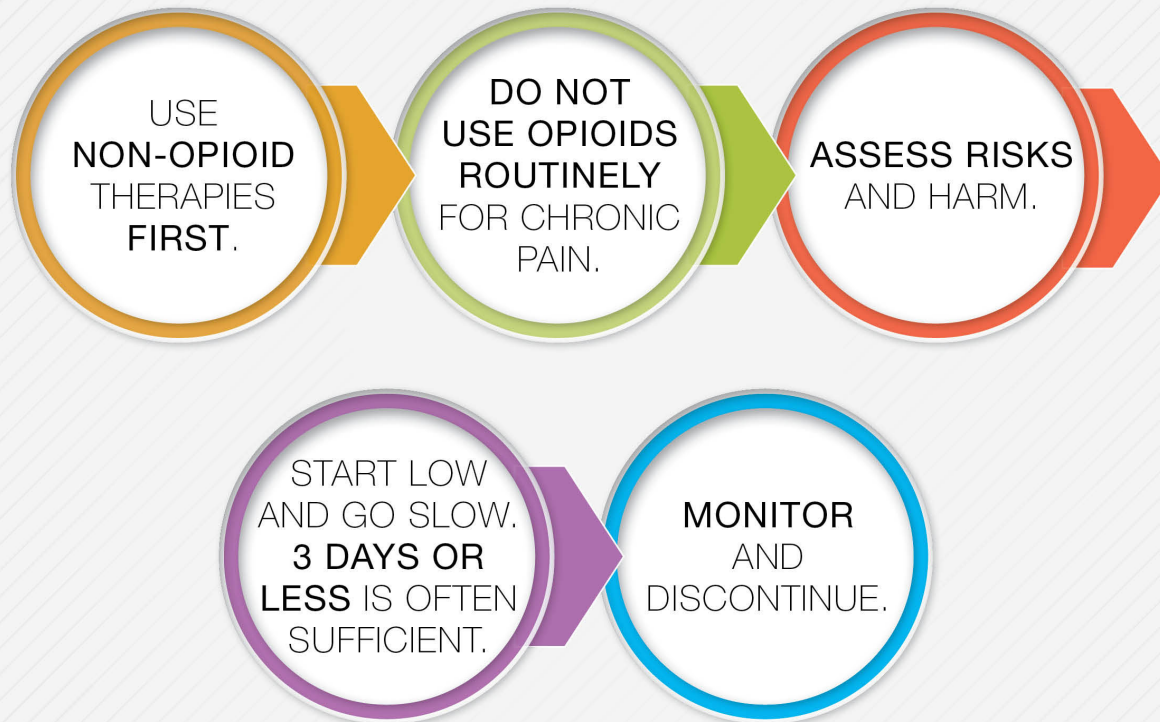 USE
NON-OPIOID
THERAPIES
FIRST.
DO NOT
USE OPIOIDS
ROUTINELY
FOR CHRONIC
PAIN.
ASSESS RISKS
AND HARM.
START LOW
AND GO SLOW.
3 DAYS OR
LESS IS OFTEN
SUFFICIENT.
MONITOR
AND
DISCONTINUE.